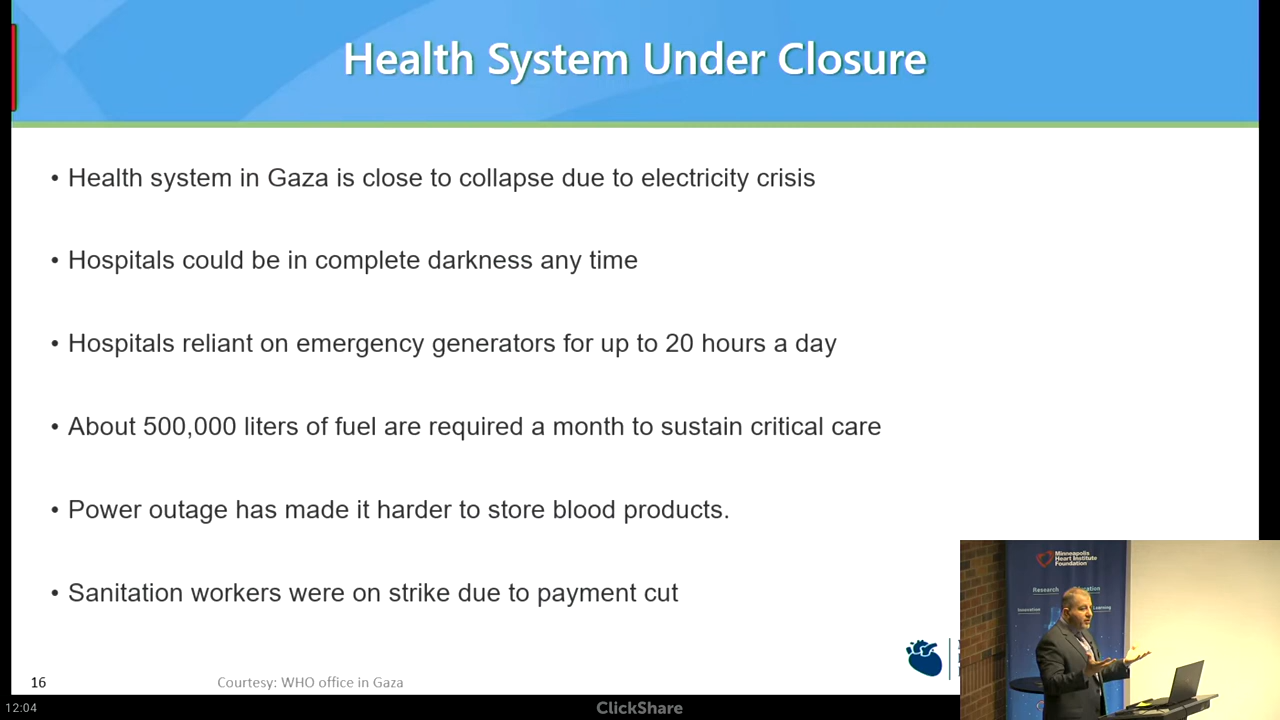 Health System Under Closure
• Health system in Gaza is close to collapse due to electricity crisis
• Hospitals could be in complete darkness any time
• Hospitals reliant on emergency generators for up to 20 hours a day
• About 500,000 liters of fuel are required a month to sustain critical care
• Power outage has made it harder to store blood products.
• Sanitation workers were on strike due to payment cut
Minneapolis
Heart Institute
Foundation
Research
Innovation
Learning
16
Courtesy: WHO office in Gaza
12:04
ClickShare